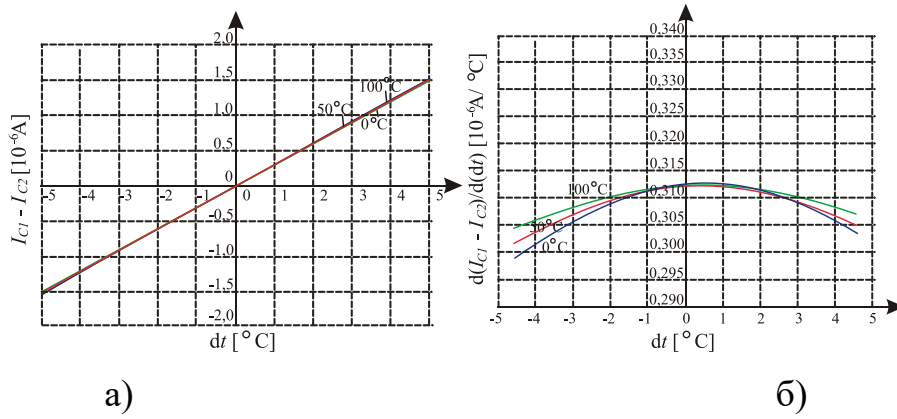 2.0
1.5
1.0
0.5
0
-0.5
-1.0
-1.5
-2.0
-5 -4 -3 -2 -1 0 1 2 3 4 5
100°C
50°C
0°C
I_C1 – I_C2 [10⁻⁶A]
dt [°C]
a)
0,340
0,335
0,330
0,325
0,320
0,315
0,310
0,305
0,300
0,295
0,290
-5 -4 -3 -2 -1 0 1 2 3 4 5
100°C
50°C
0°C
d(I_C1 – I_C2)/d(dt) [10⁻⁶A/ °C]
dt [°C]
б)